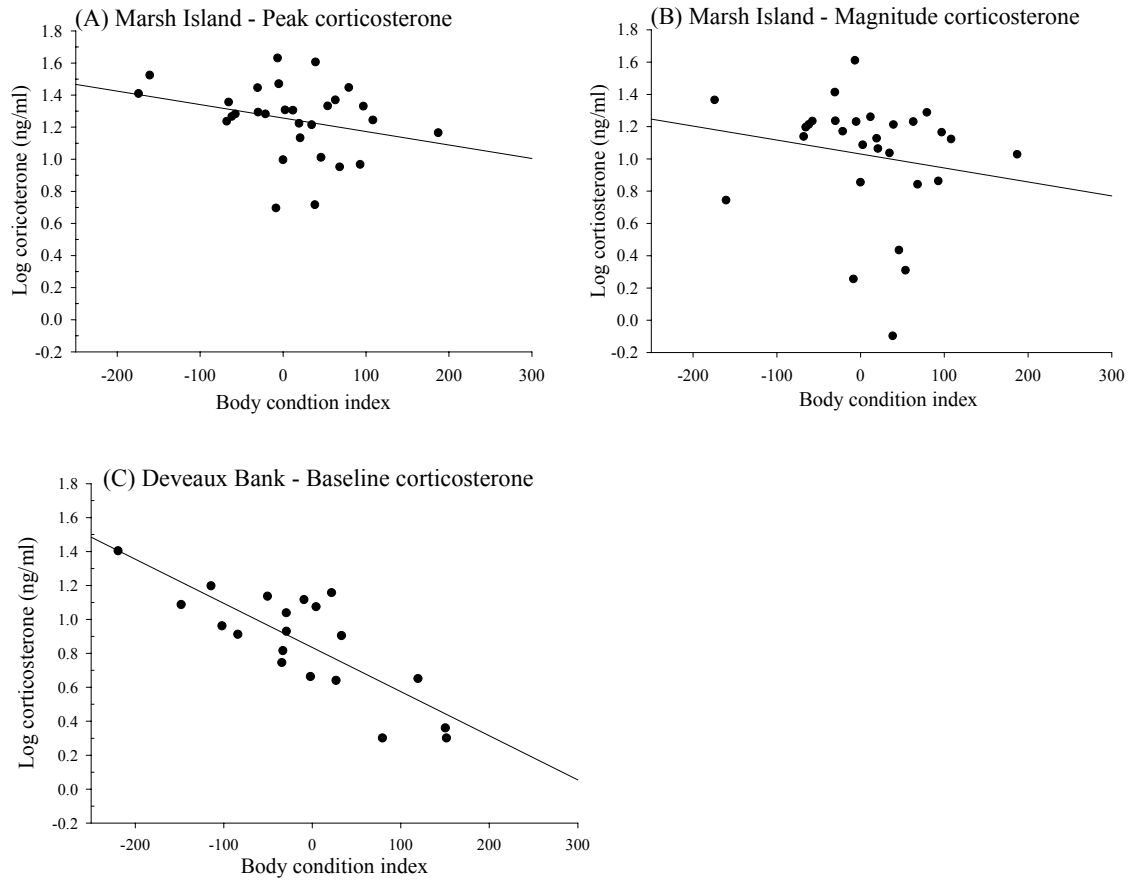 (A) Marsh Island - Peak corticosterone
1.8
1.6
1.4
1.2
1.0
0.8
0.6
0.4
0.2
0.0
-0.2
Log coricoterone (ng/ml)
-200 -100 0 100 200 300
Body condtion index
(B) Marsh Island - Magnitude corticosterone
1.8
1.6
1.4
1.2
1.0
0.8
0.6
0.4
0.2
0.0
-0.2
Log cortiosterone (ng/ml)
-200 -100 0 100 200 300
Body condition index
(C) Deveaux Bank - Baseline corticosterone
1.8
1.6
1.4
1.2
1.0
0.8
0.6
0.4
0.2
0.0
-0.2
Log corticosterone (ng/ml)
-200 -100 0 100 200 300
Body condition index